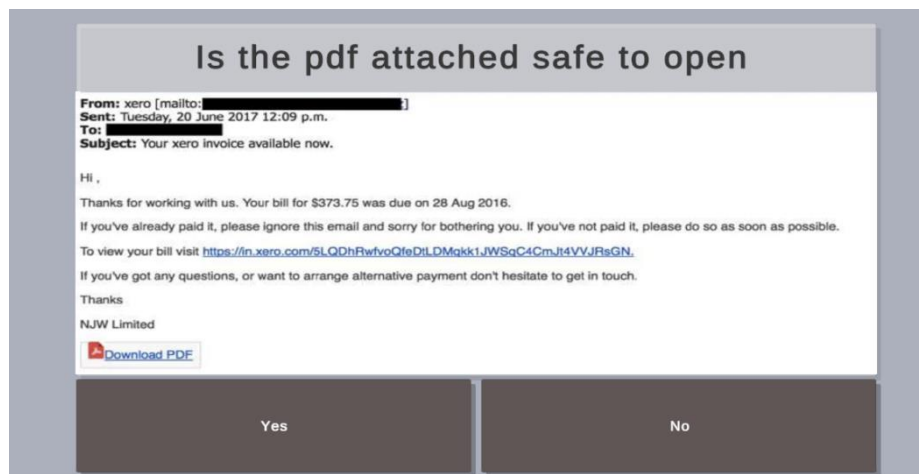 Is the pdf attached safe to open
From: xero [mailto:
Sent: Tuesday, 20 June 2017 12:09 p.m.
To:
Subject: Your xero invoice available now.
Hi ,
Thanks for working with us. Your bill for $373.75 was due on 28 Aug 2016.
If you've already paid it, please ignore this email and sorry for bothering you. If you've not paid it, please do so as soon as possible.
To view your bill visit https://in.xero.com/5LQDhRwfvoQfeDtLDMqkk1JWSqC4CmJt4VVJRsGN.
If you've got any questions, or want to arrange alternative payment don't hesitate to get in touch.
Thanks
NJW Limited
Download PDF
Yes
No